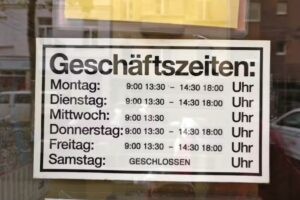 Geschäftszeiten:
Montag: 9:00 13:30 - 14:30 18:00 Uhr
Dienstag: 9:00 13:30 - 14:30 18:00 Uhr
Mittwoch: 9:00 13:30 Uhr
Donnerstag: 9:00 13:30 - 14:30 18:00 Uhr
Freitag: 9:00 13:30 - 14:30 18:00 Uhr
Samstag: GESCHLOSSEN Uhr